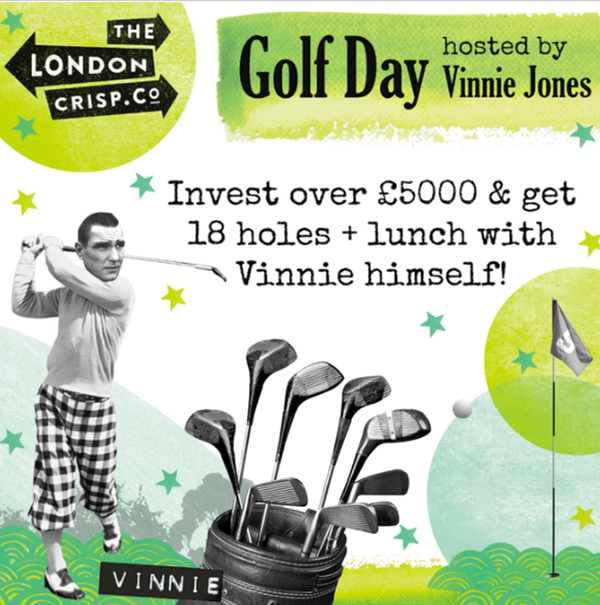 THE
LONDON
CRISP.CO
Golf Day
hosted by
Vinnie Jones
Invest over £5000 & get
18 holes + lunch with
Vinnie himself!
VINNIE